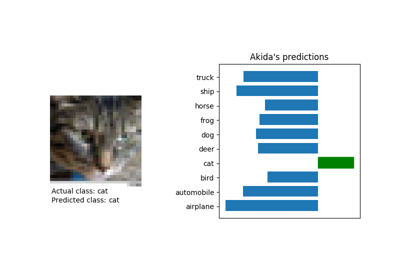 Akida's predictions
truck
ship
horse
frog
dog
deer
cat
bird
automobile
airplane
Actual class: cat
Predicted class: cat